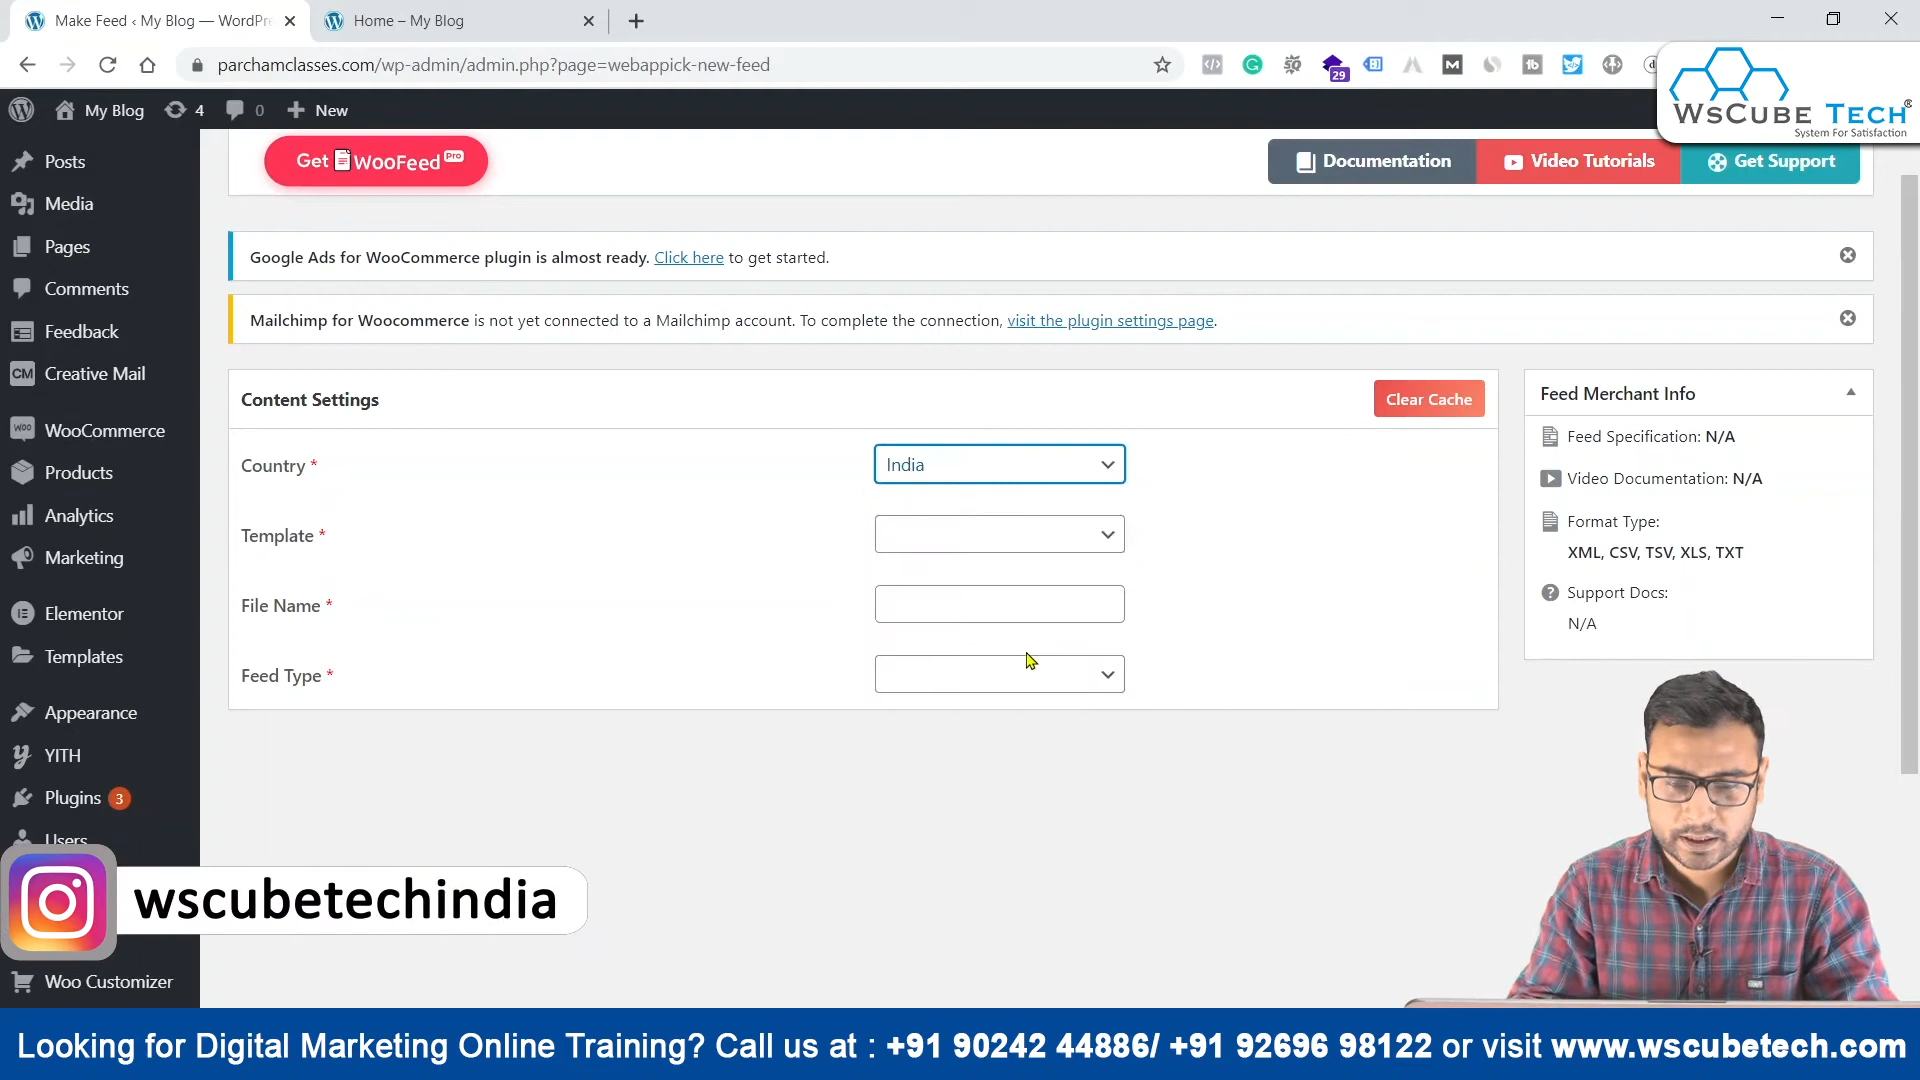 Make Feed ‹ My Blog — WordPre
Home – My Blog
parchamclasses.com/wp-admin/admin.php?page=webappick-new-feed
29
WSCUBE TECH®
System For Satisfaction
My Blog
4
0
New
Posts
Media
Pages
Comments
Feedback
CM Creative Mail
WooCommerce
Products
Analytics
Marketing
Elementor
Templates
Appearance
YITH
Plugins 3
Users
Woo Customizer
Get WooFeed Pro
Documentation
Video Tutorials
Get Support
Google Ads for WooCommerce plugin is almost ready. Click here to get started.
Mailchimp for Woocommerce is not yet connected to a Mailchimp account. To complete the connection, visit the plugin settings page.
Content Settings
Clear Cache
Country *
India
Template *
File Name *
Feed Type *
Feed Merchant Info
Feed Specification: N/A
Video Documentation: N/A
Format Type:
XML, CSV, TSV, XLS, TXT
Support Docs:
N/A
wscubetechindia
Looking for Digital Marketing Online Training? Call us at : +91 90242 44886/ +91 92696 98122 or visit www.wscubetech.com